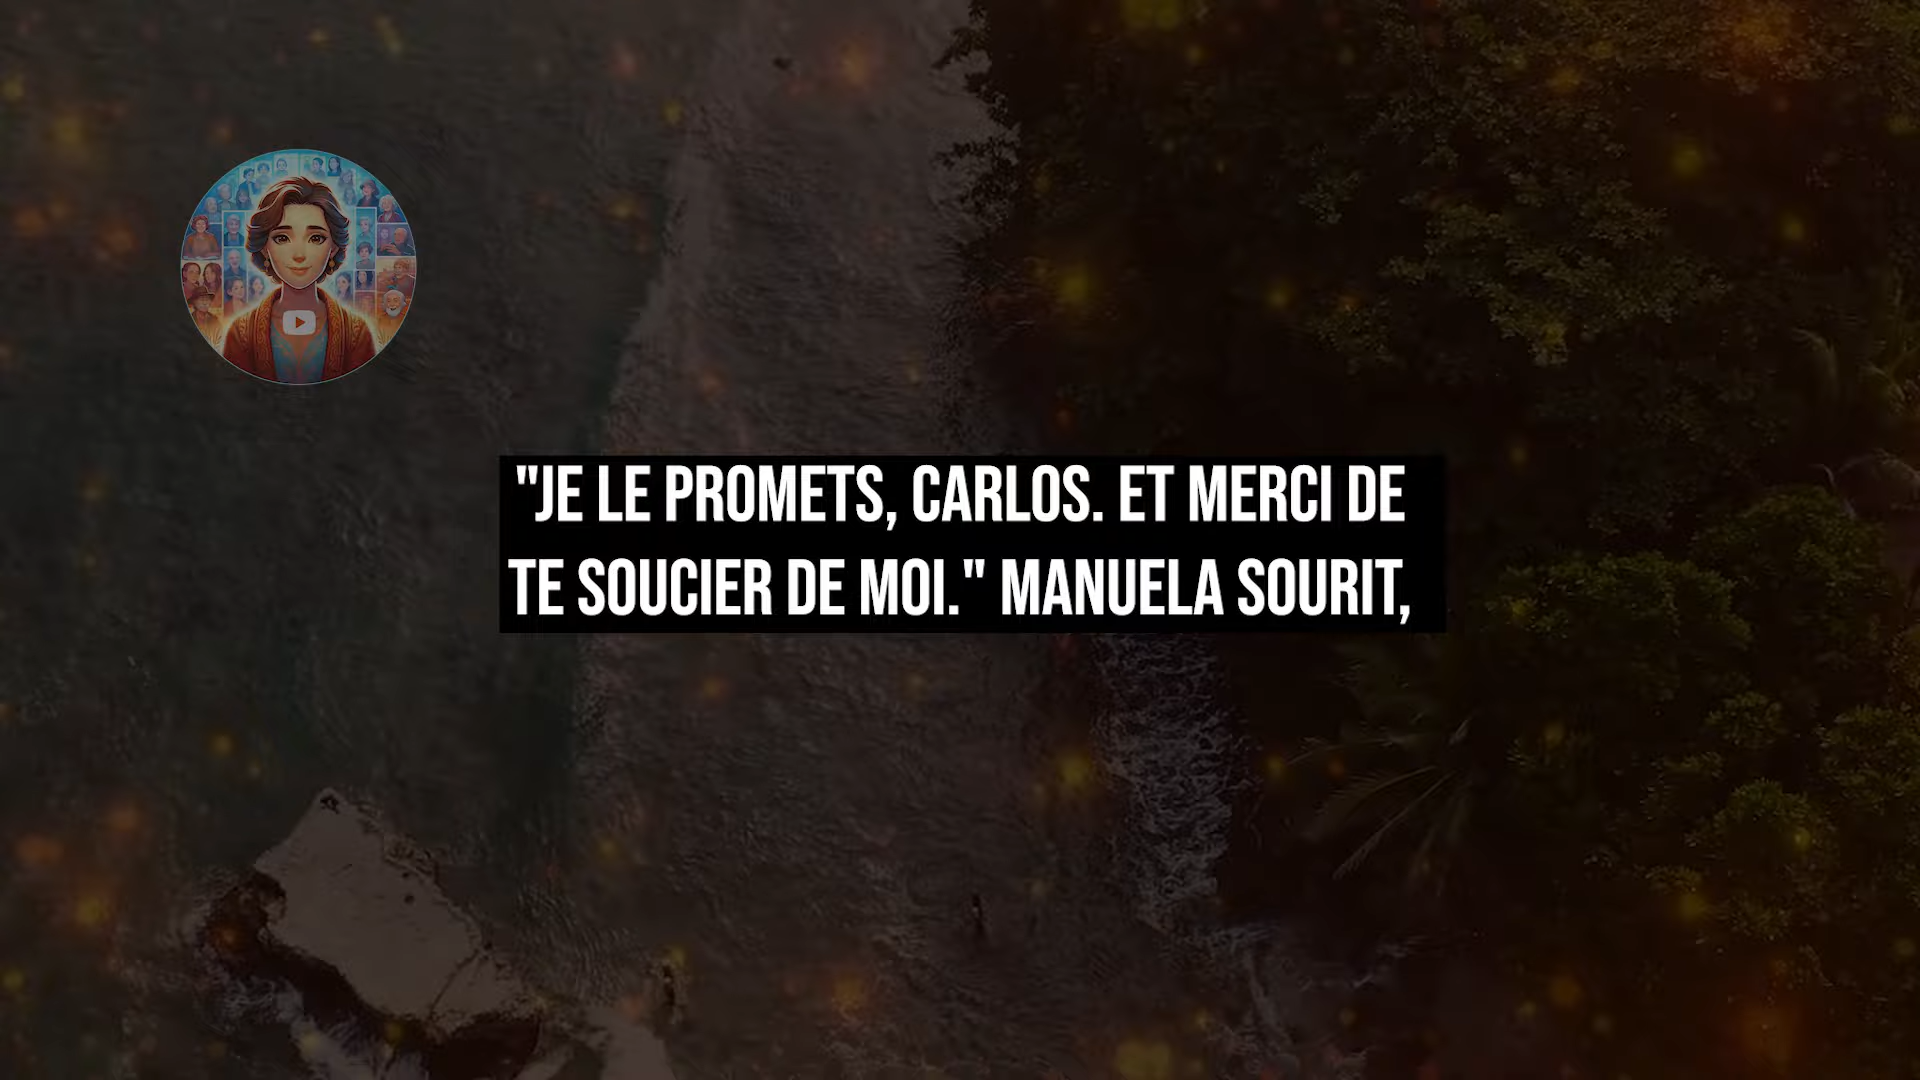 "JE LE PROMETS, CARLOS. ET MERCI DE
TE SOUCIER DE MOI." MANUELA SOURIT,